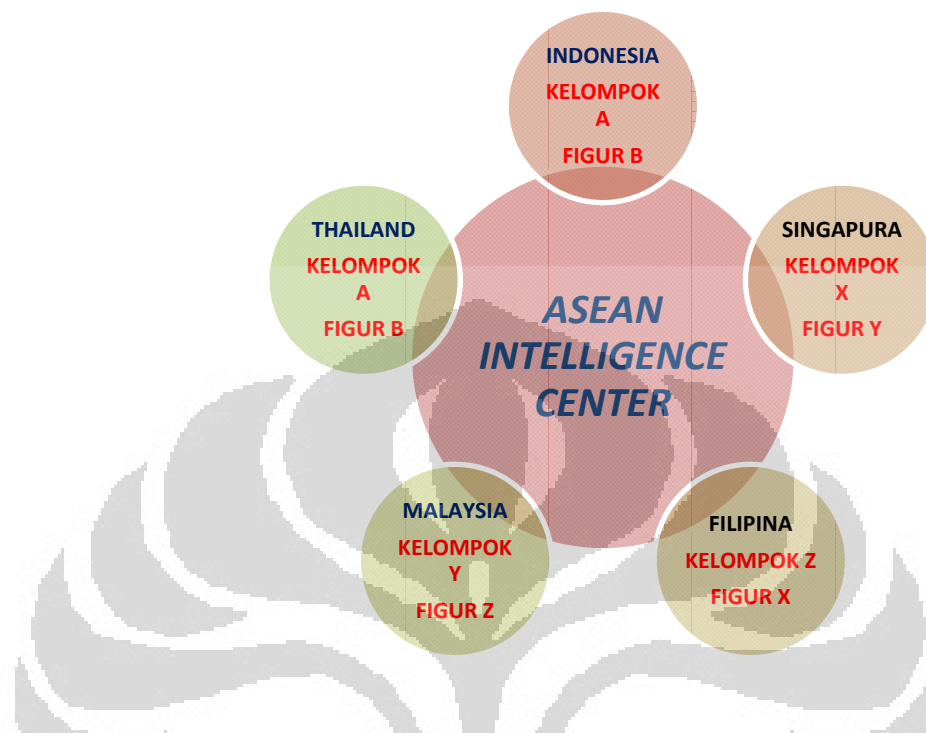 INDONESIA
KELOMPOK
A
FIGUR B
THAILAND
KELOMPOK
A
FIGUR B
SINGAPURA
KELOMPOK
X
FIGUR Y
ASEAN
INTELLIGENCE
CENTER
MALAYSIA
KELOMPOK
Y
FIGUR Z
FILIPINA
KELOMPOK Z
FIGUR X